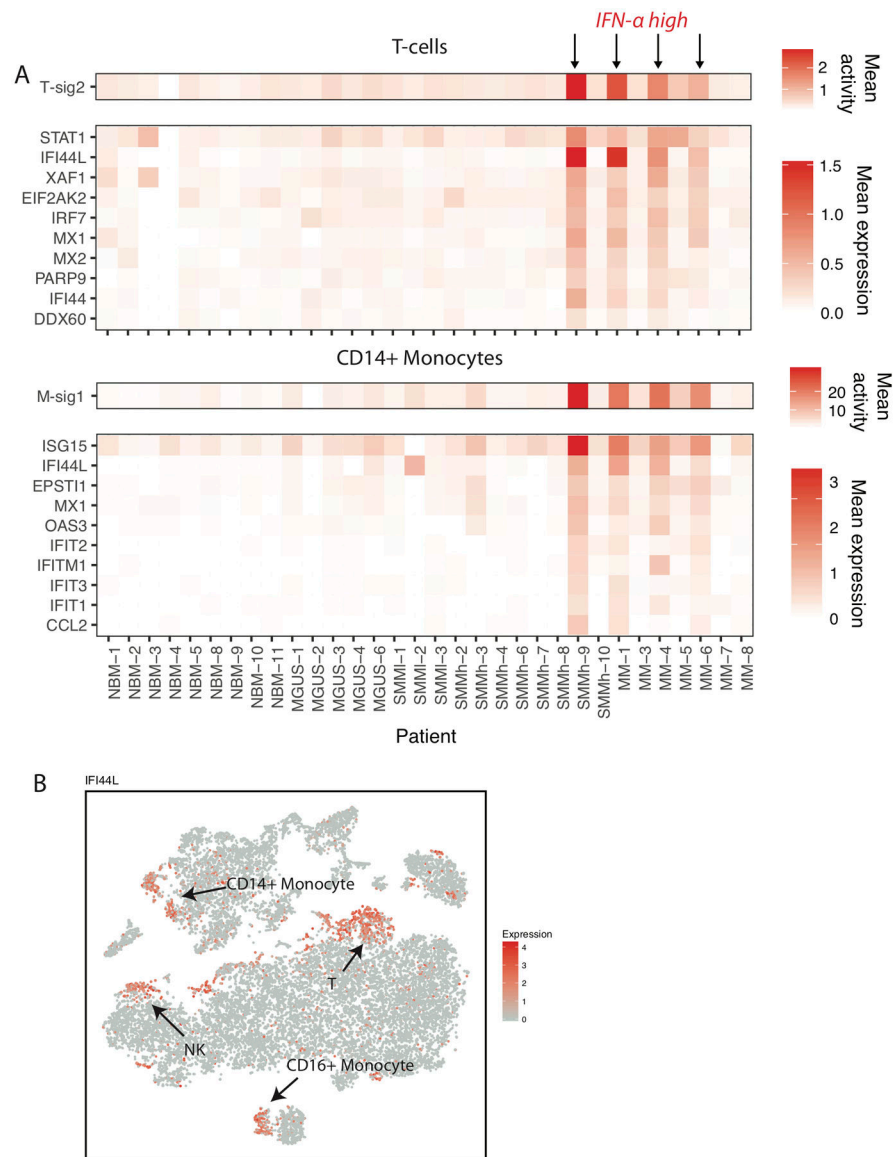 IFN-α high
T-cells
A
T-sig2
Mean activity
2
1
STAT1
IFI44L
XAF1
EIF2AK2
IRF7
MX1
MX2
PARP9
IFI44
DDX60
Mean expression
1.5
1.0
0.5
0.0
CD14+ Monocytes
M-sig1
Mean activity
20
10
ISG15
IFI44L
EPSTI1
MX1
OAS3
IFIT2
IFITM1
IFIT3
IFIT1
CCL2
Mean expression
3
2
1
0
NBM-1
NBM-2
NBM-3
NBM-4
NBM-5
NBM-8
NBM-9
NBM-10
NBM-11
MGUS-1
MGUS-2
MGUS-3
MGUS-4
MGUS-6
SMMl-1
SMMl-2
SMMl-3
SMMh-2
SMMh-3
SMMh-4
SMMh-6
SMMh-7
SMMh-8
SMMh-9
SMMh-10
MM-1
MM-3
MM-4
MM-5
MM-6
MM-7
MM-8
Patient
B
IFI44L
CD14+ Monocyte
T
NK
CD16+ Monocyte
Expression
4
3
2
1
0